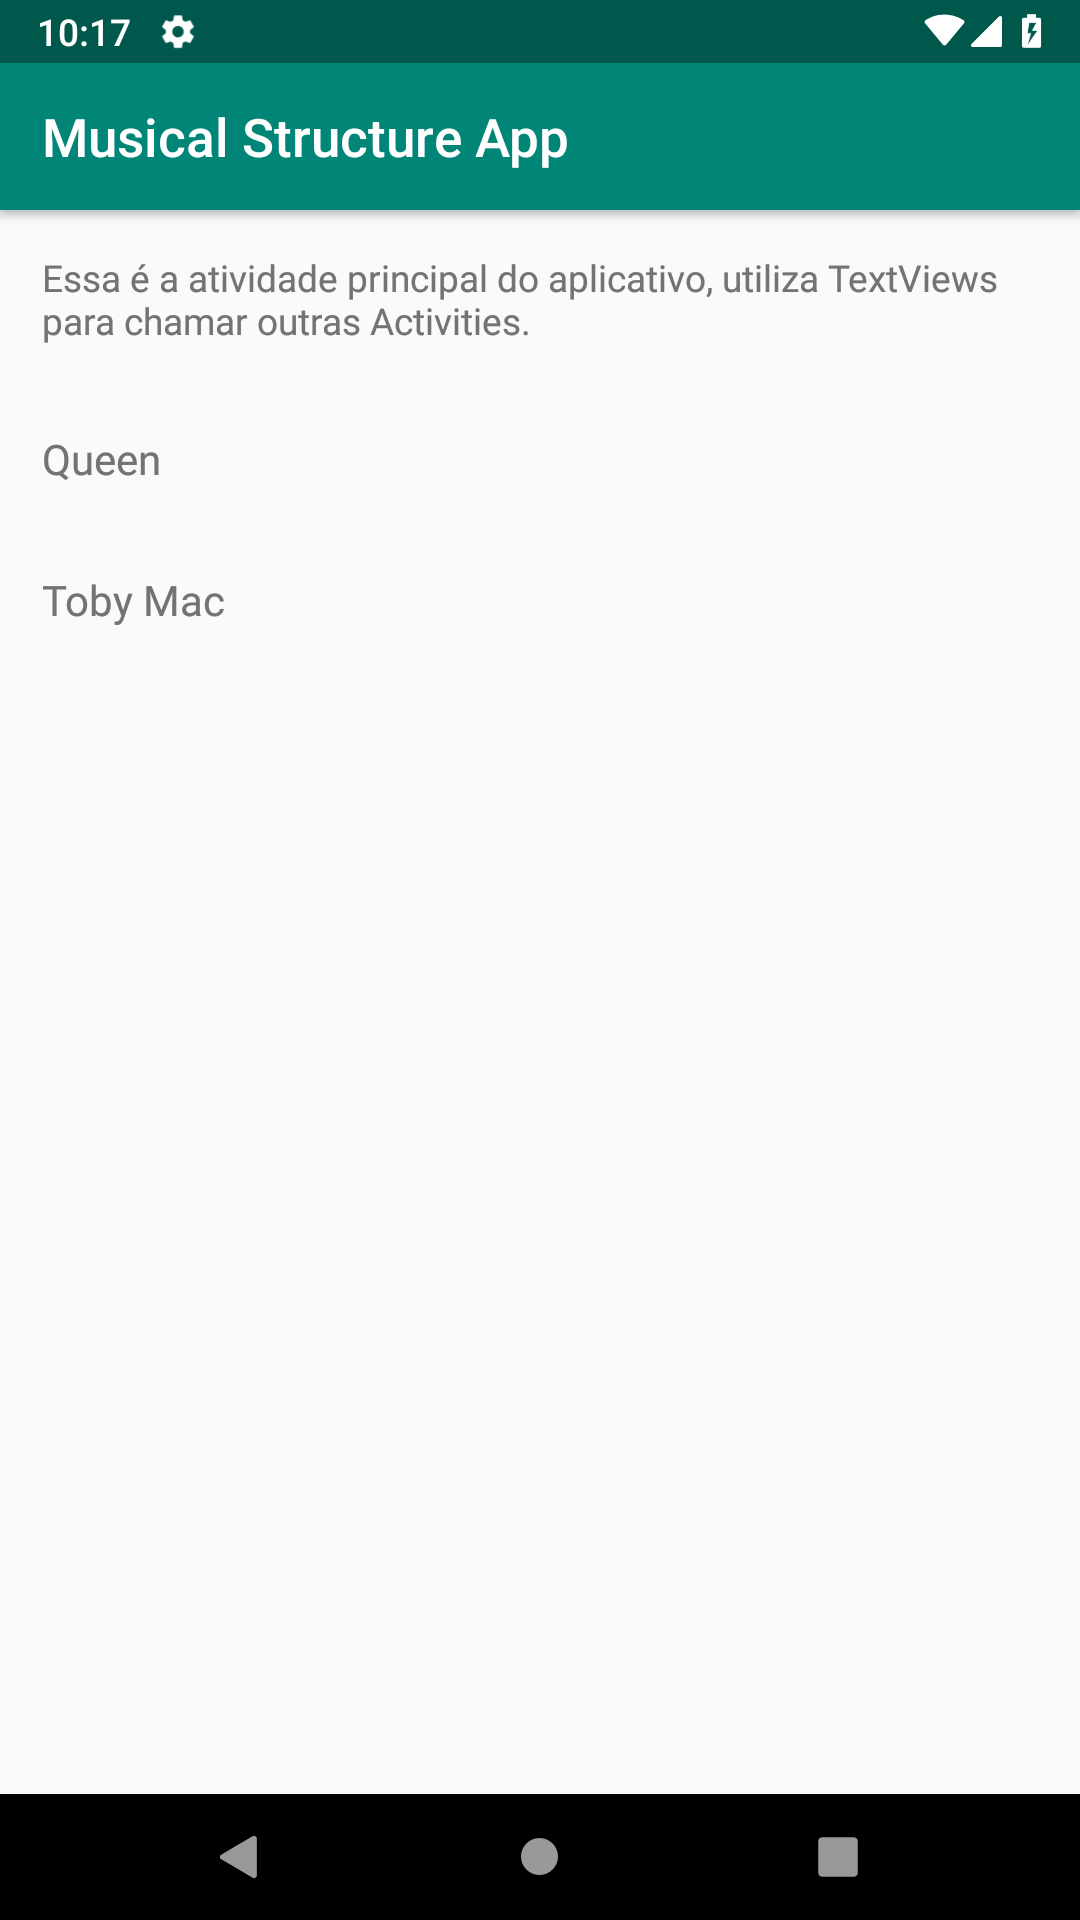 10:17
Musical Structure App
Essa é a atividade principal do aplicativo, utiliza TextViews
para chamar outras Activities.
Queen
Toby Mac